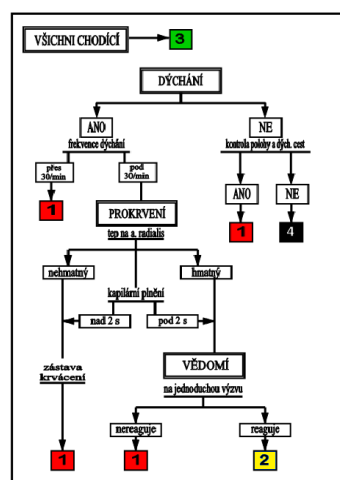 VŠICHNI CHODÍCÍ
3
DÝCHÁNÍ
ANO
NE
frekvence dýchání
kontrola polohy a dých. cest
přes
30/min
pod
30/min
ANO
NE
1
1
4
PROKRVENÍ
tep na a. radialis
nehmatný
hmatný
kapilární plnění
nad 2 s
pod 2 s
zástava
krvácení
VĚDOMÍ
na jednoduchou výzvu
nereaguje
reaguje
1
1
2